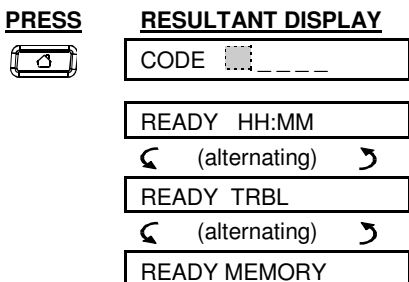 PRESS RESULTANT DISPLAY
CODE _ _ _ _
READY HH:MM
(alternating)
READY TRBL
(alternating)
READY MEMORY